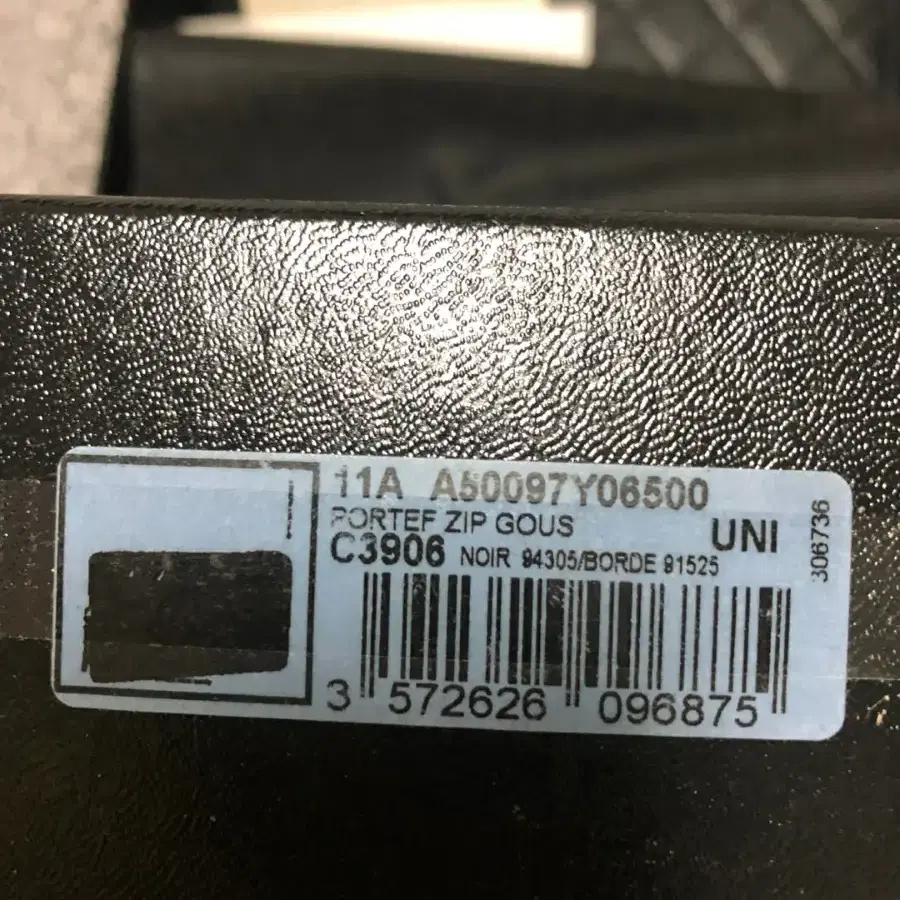 11A A50097Y06500
PORTEF ZIP GOUS
UNI
C3906 NOIR 94305/BORDE 91525
306736
3 572626 096875